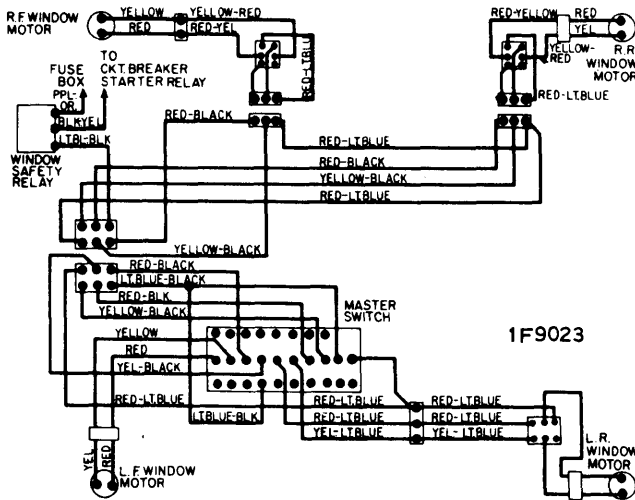 R.F. WINDOW
MOTOR
YELLOW
YELLOW-RED
RED
RED-YEL
RED-LT.BLU
RED-YELLOW
RED
YEL
YELLOW-
RED
R.R.
WINDOW
MOTOR
TO
CKT. BREAKER
STARTER RELAY
FUSE
BOX
PPL-
OR.
BLK-YEL
LT.BL-BLK
WINDOW
SAFETY
RELAY
RED-BLACK
RED-LT.BLUE
RED-LT.BLUE
RED-BLACK
YELLOW-BLACK
RED-LT.BLUE
YELLOW-BLACK
RED-BLACK
LT.BLUE-BLACK
RED-BLK
YELLOW-BLACK
YELLOW
RED
YEL-BLACK
MASTER
SWITCH
1F9023
RED-LT.BLUE
LT.BLUE-BLK
RED-LT.BLUE
RED-LT.BLUE
YEL-LT.BLUE
RED-LT.BLUE
RED-LT.BLUE
YEL-LT.BLUE
YEL
RED
L.F. WINDOW
MOTOR
L.R.
WINDOW
MOTOR